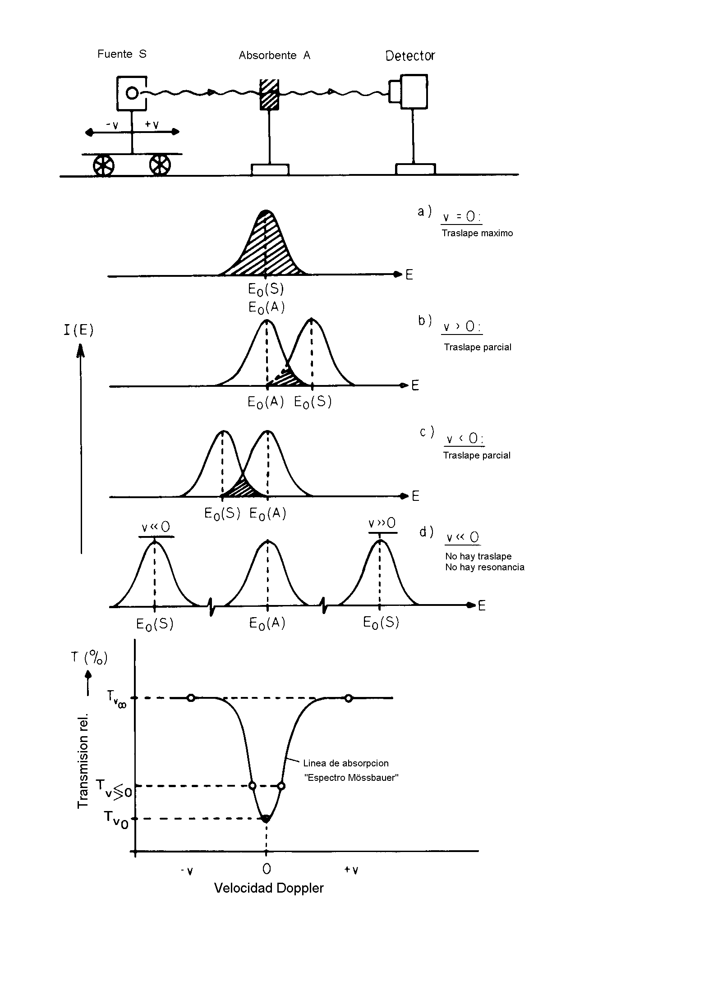 Fuente S
Absorbente A
Detector
-v +v
a) v = 0:
Traslape maximo
E
E₀(S)
E₀(A)
I(E)
b) v > 0:
Traslape parcial
E
E₀(A) E₀(S)
c) v < 0:
Traslape parcial
E
E₀(S) E₀(A)
v<<0
v>>0
d) v << 0
No hay traslape
No hay resonancia
E
E₀(S) E₀(A) E₀(S)
T (%)
Tv∞
Transmision rel.
Linea de absorpcion
"Espectro Mössbauer"
Tv≶0
Tv0
-v 0 +v
Velocidad Doppler